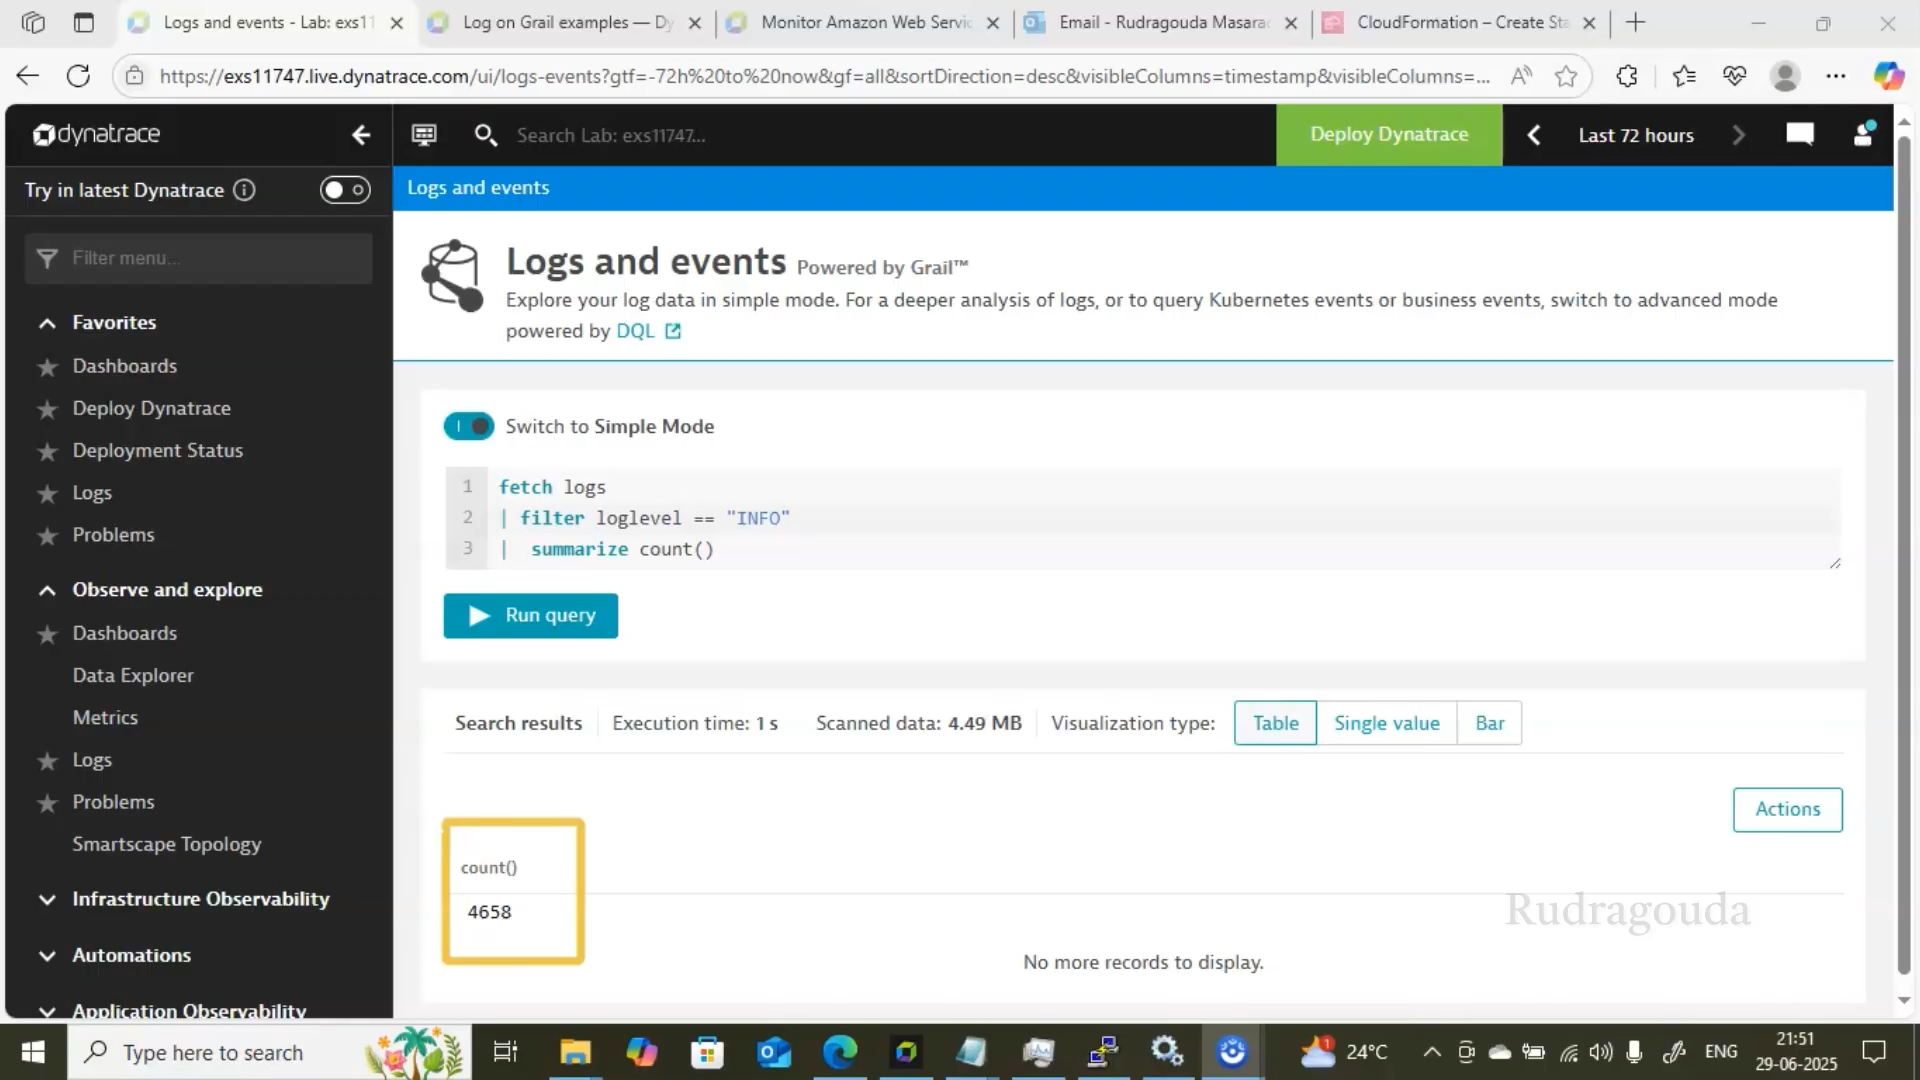 Logs and events - Lab: exs11
Log on Grail examples — Dy
Monitor Amazon Web Servic
Email - Rudragouda Masara
CloudFormation – Create Sta
https://exs11747.live.dynatrace.com/ui/logs-events?gtf=-72h%20to%20now&gf=all&sortDirection=desc&visibleColumns=timestamp&visibleColumns=...
dynatrace
Search Lab: exs11747...
Deploy Dynatrace
Last 72 hours
Try in latest Dynatrace
Logs and events
Filter menu...
Favorites
Dashboards
Deploy Dynatrace
Deployment Status
Logs
Problems
Observe and explore
Dashboards
Data Explorer
Metrics
Logs
Problems
Smartscape Topology
Infrastructure Observability
Automations
Application Observability
Logs and events Powered by Grail™
Explore your log data in simple mode. For a deeper analysis of logs, or to query Kubernetes events or business events, switch to advanced mode
powered by DQL
Switch to Simple Mode
1 fetch logs
2 | filter loglevel == "INFO"
3 | summarize count()
Run query
Search results Execution time: 1 s Scanned data: 4.49 MB Visualization type: Table Single value Bar
Actions
count()
4658
Rudragouda
No more records to display.
Type here to search
1
24°C
ENG
21:51
29-06-2025